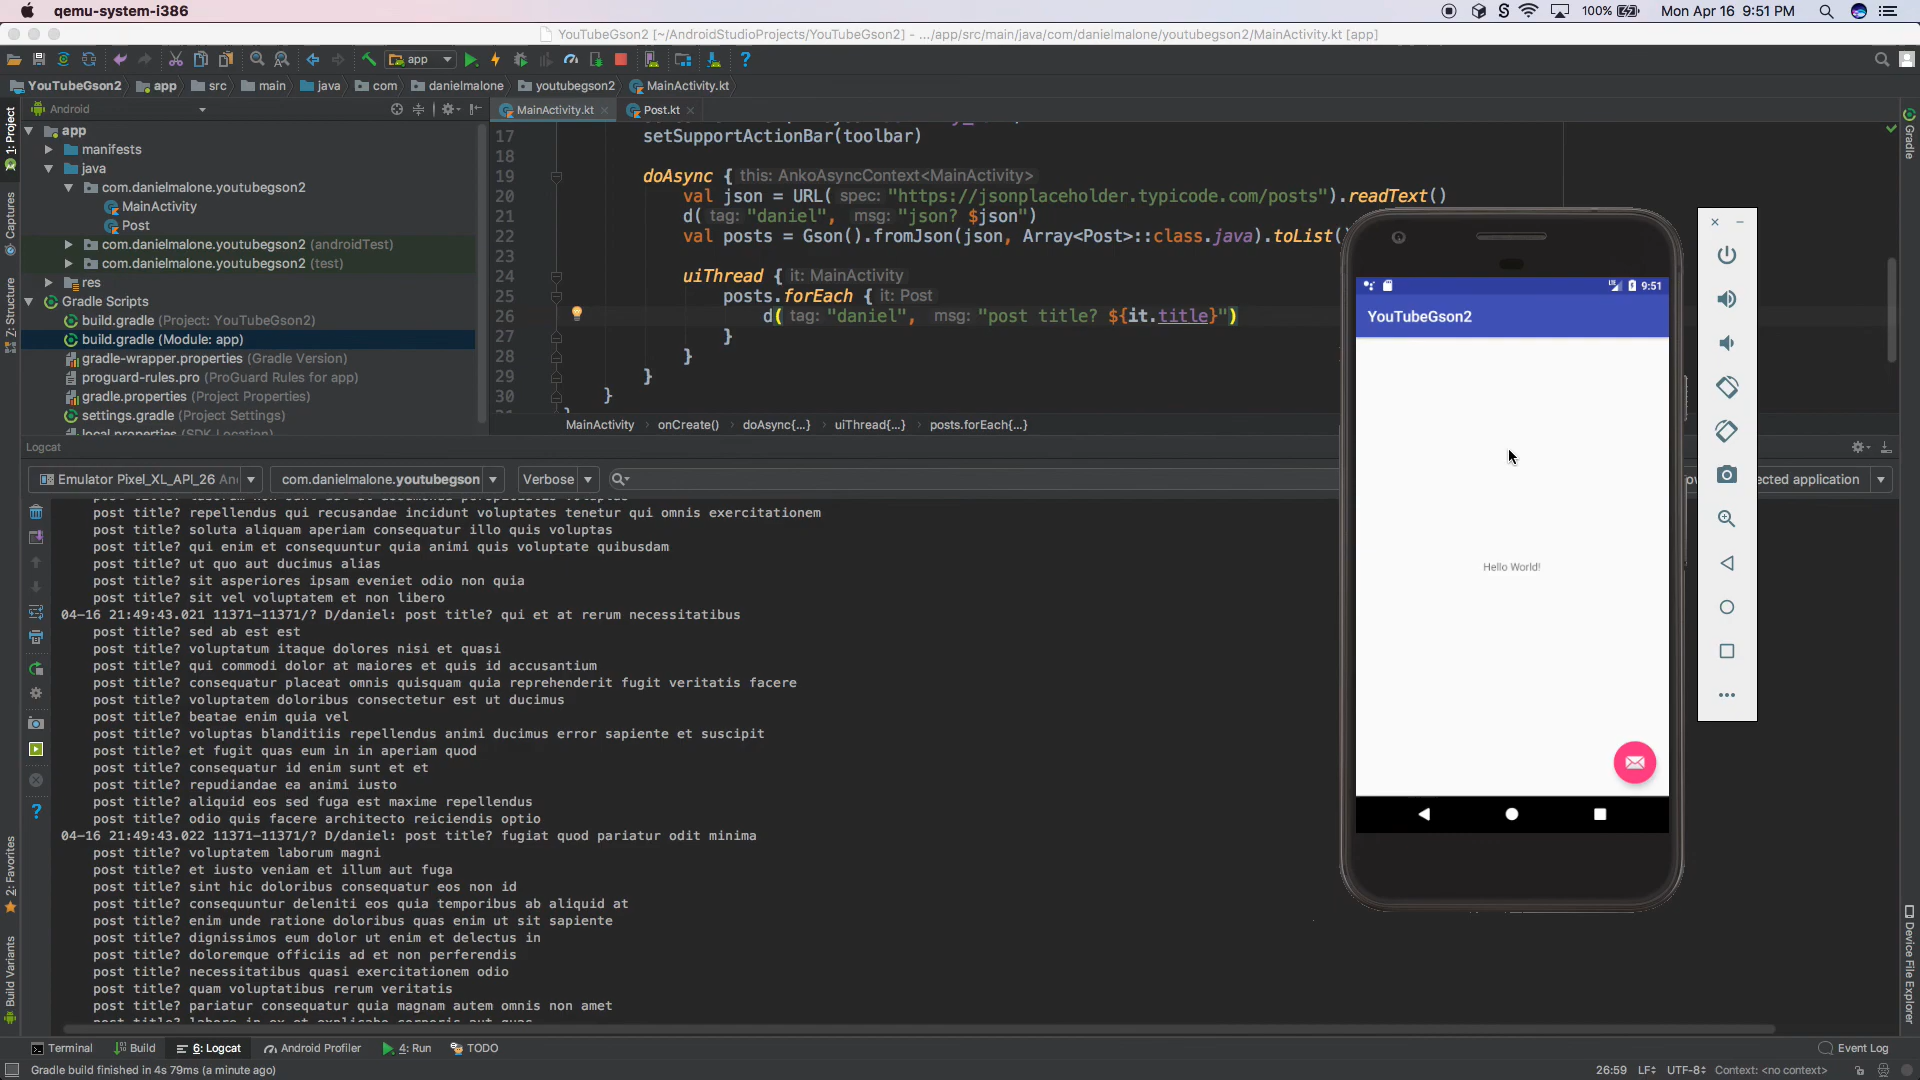 qemu-system-i386
100%
Mon Apr 16 9:51 PM
YouTubeGson2 [~/AndroidStudioProjects/YouTubeGson2] - .../app/src/main/java/com/danielmalone/youtubegson2/MainActivity.kt [app]
app
YouTubeGson2 app src main java com danielmalone youtubegson2 MainActivity.kt
Android
MainActivity.kt
Post.kt
1: Project
Captures
7: Structure
2: Favorites
Build Variants
Gradle
Device File Explorer
app
manifests
java
com.danielmalone.youtubegson2
MainActivity
Post
com.danielmalone.youtubegson2 (androidTest)
com.danielmalone.youtubegson2 (test)
res
Gradle Scripts
build.gradle (Project: YouTubeGson2)
build.gradle (Module: app)
gradle-wrapper.properties (Gradle Version)
proguard-rules.pro (ProGuard Rules for app)
gradle.properties (Project Properties)
settings.gradle (Project Settings)
local.properties (SDK Location)
17 setSupportActionBar(toolbar)
18
19 doAsync { this: AnkoAsyncContext<MainActivity>
20 val json = URL( spec: "https://jsonplaceholder.typicode.com/posts").readText()
21 d( tag: "daniel", msg: "json? $json")
22 val posts = Gson().fromJson(json, Array<Post>::class.java).toList()
23
24 uiThread { it: MainActivity
25 posts.forEach { it: Post
26 d( tag: "daniel", msg: "post title? ${it.title}")
27 }
28 }
29 }
30 }
MainActivity › onCreate() › doAsync{...} › uiThread{...} › posts.forEach{...}
Logcat
Emulator Pixel_XL_API_26 An
com.danielmalone.youtubegson
Verbose
ected application
post title? repellendus qui recusandae incidunt voluptates tenetur qui omnis exercitationem
post title? soluta aliquam aperiam consequatur illo quis voluptas
post title? qui enim et consequuntur quia animi quis voluptate quibusdam
post title? ut quo aut ducimus alias
post title? sit asperiores ipsam eveniet odio non quia
post title? sit vel voluptatem et non libero
04-16 21:49:43.021 11371-11371/? D/daniel: post title? qui et at rerum necessitatibus
post title? sed ab est est
post title? voluptatum itaque dolores nisi et quasi
post title? qui commodi dolor at maiores et quis id accusantium
post title? consequatur placeat omnis quisquam quia reprehenderit fugit veritatis facere
post title? voluptatem doloribus consectetur est ut ducimus
post title? beatae enim quia vel
post title? voluptas blanditiis repellendus animi ducimus error sapiente et suscipit
post title? et fugit quas eum in in aperiam quod
post title? consequatur id enim sunt et et
post title? repudiandae ea animi iusto
post title? aliquid eos sed fuga est maxime repellendus
post title? odio quis facere architecto reiciendis optio
04-16 21:49:43.022 11371-11371/? D/daniel: post title? fugiat quod pariatur odit minima
post title? voluptatem laborum magni
post title? et iusto veniam et illum aut fuga
post title? sint hic doloribus consequatur eos non id
post title? consequuntur deleniti eos quia temporibus ab aliquid at
post title? enim unde ratione doloribus quas enim ut sit sapiente
post title? dignissimos eum dolor ut enim et delectus in
post title? doloremque officiis ad et non perferendis
post title? necessitatibus quasi exercitationem odio
post title? quam voluptatibus rerum veritatis
post title? pariatur consequatur quia magnam autem omnis non amet
9:51
YouTubeGson2
Hello World!
Terminal Build 6: Logcat Android Profiler 4: Run TODO
Event Log
Gradle build finished in 4s 79ms (a minute ago)
26:59 LF UTF-8 Context: <no context>